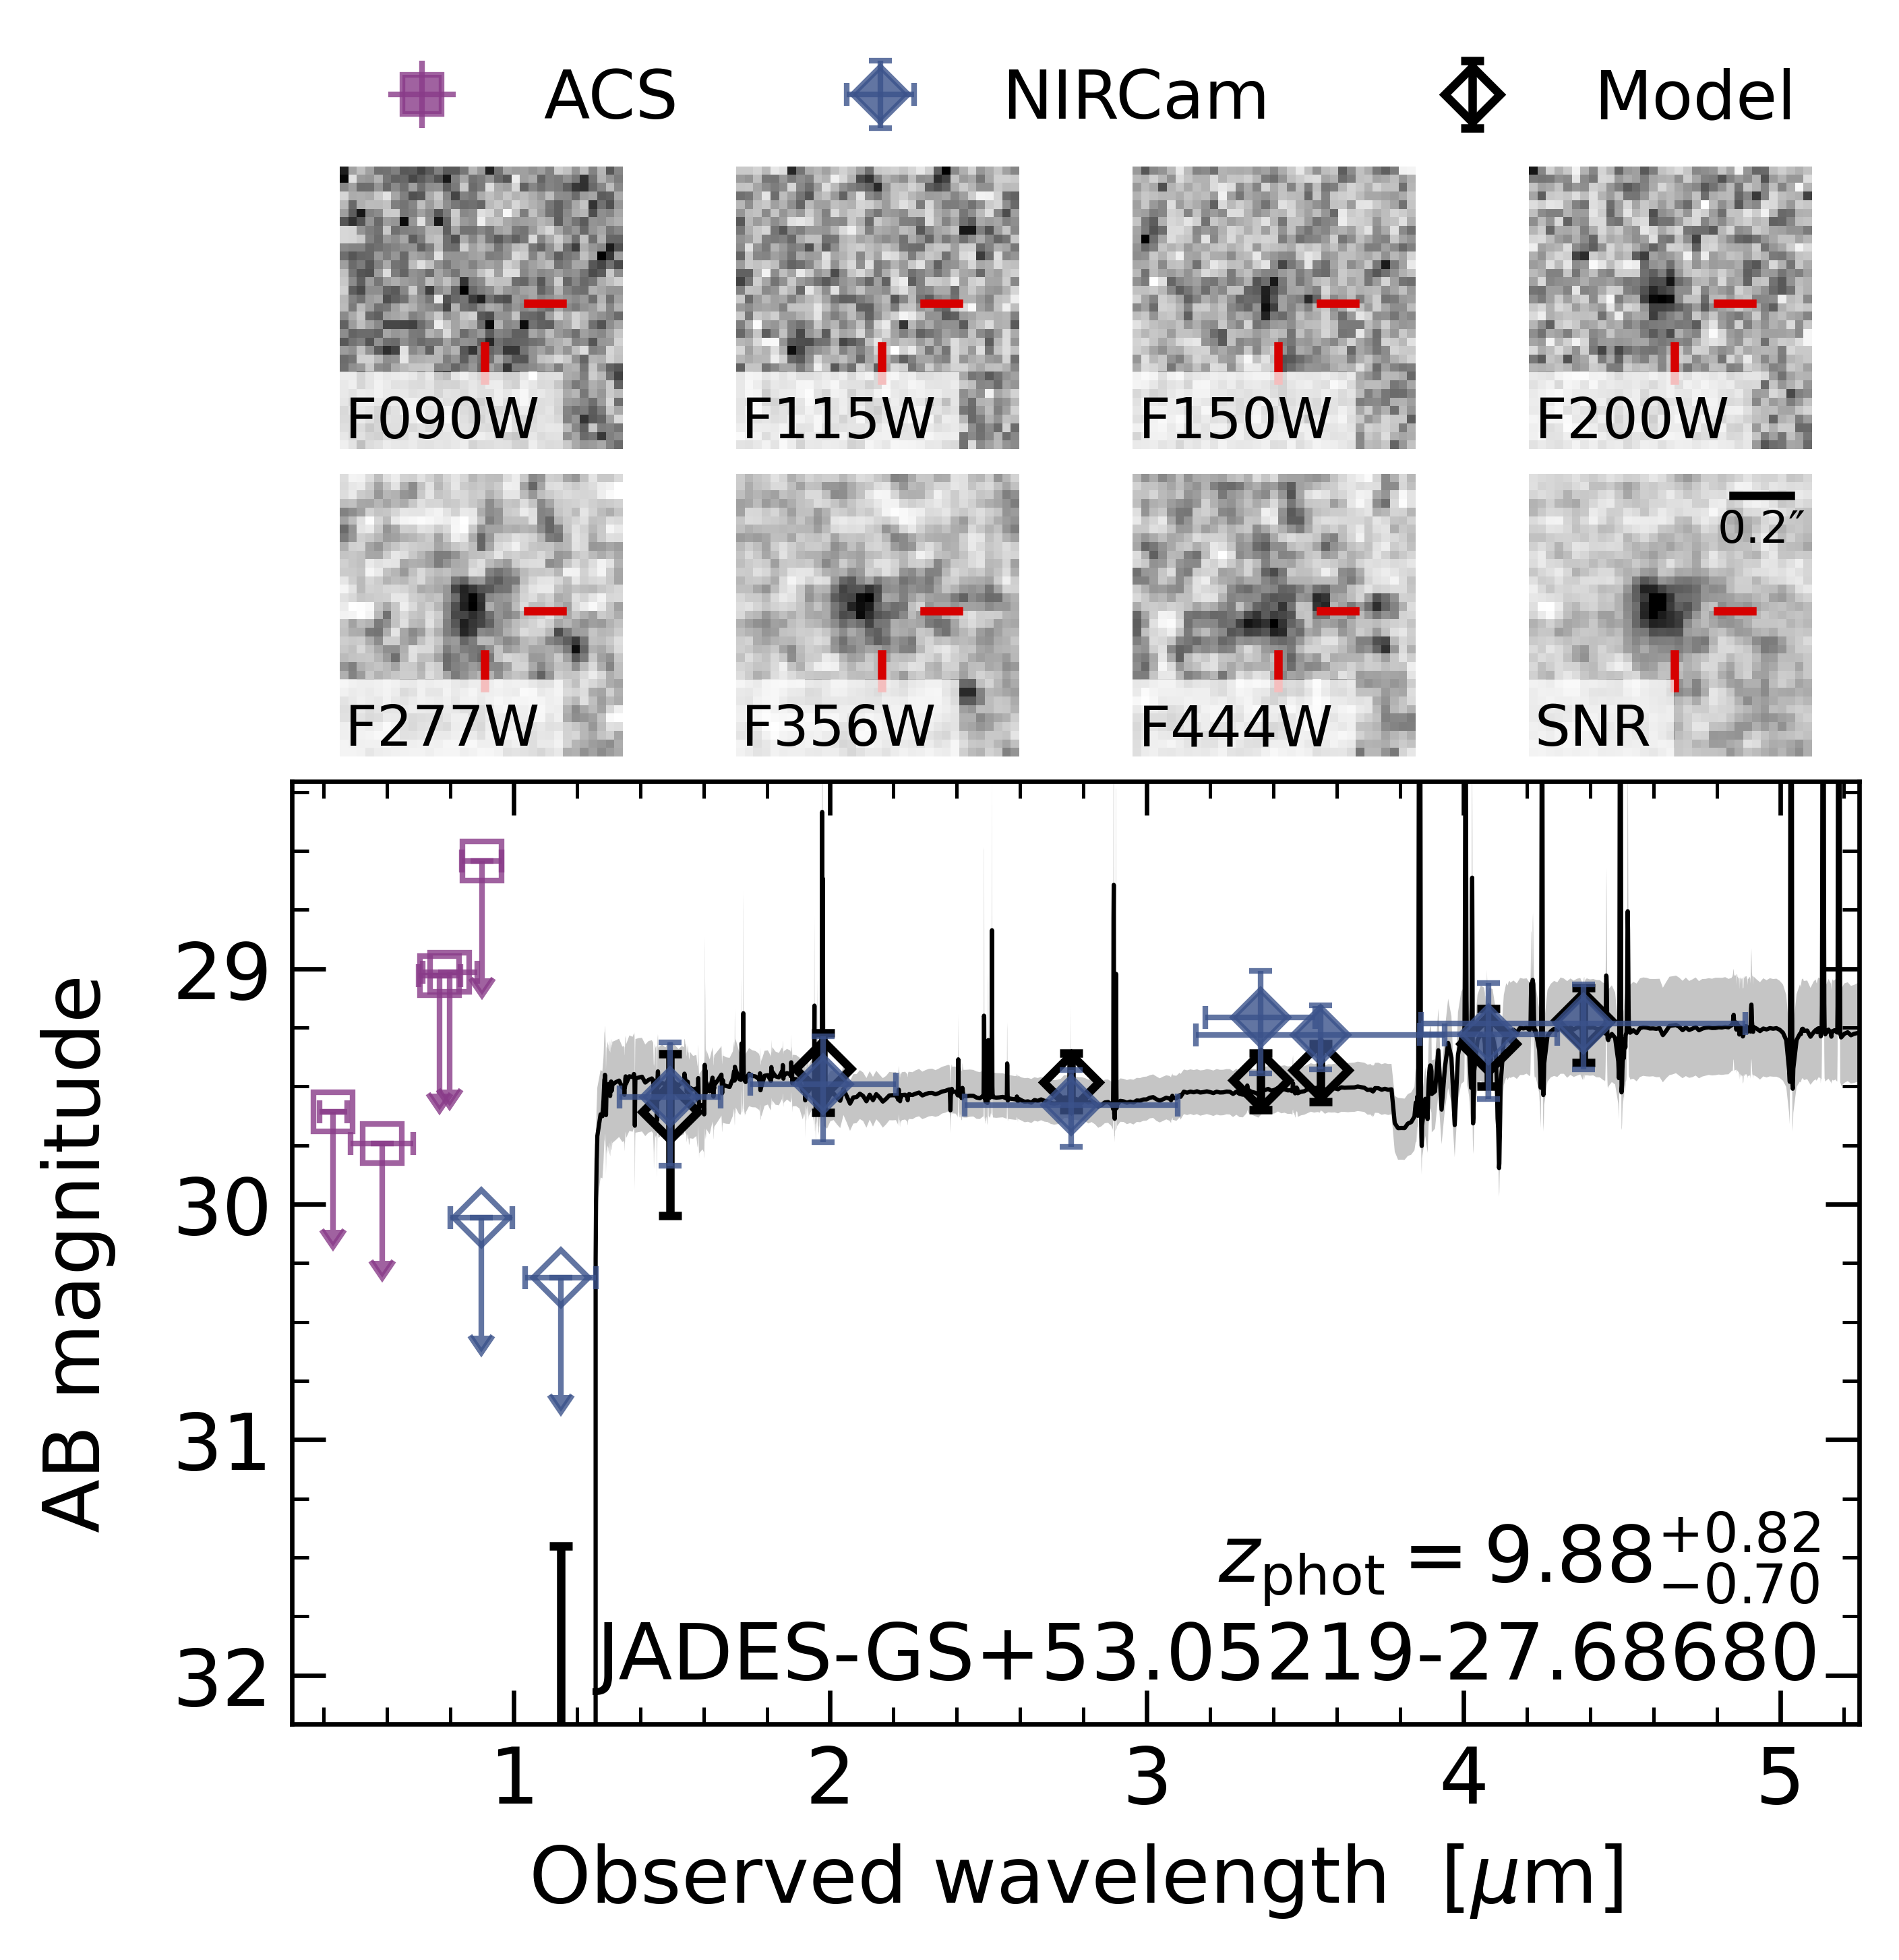 ACS NIRCam Model
F090W F115W F150W F200W
0.2″
F277W F356W F444W SNR
29
30
31
32
AB magnitude
z_phot = 9.88 +0.82 −0.70
JADES-GS+53.05219-27.68680
1 2 3 4 5
Observed wavelength [μm]